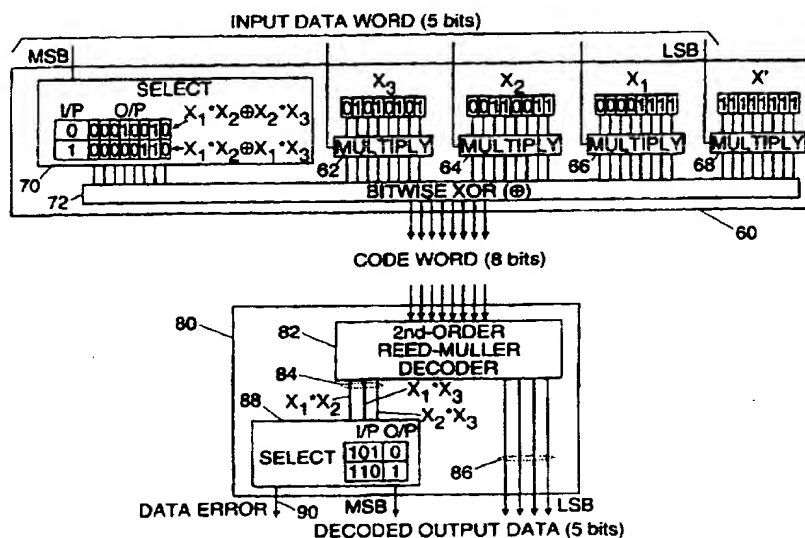 INPUT DATA WORD (5 bits)
MSB LSB
SELECT X3 X2 X1 X'
I/P O/P
0 00010010 X1*X2⊕X2*X3
1 00000110 X1*X2⊕X1*X3
01010101 00110011 00001111 11111111
MULTIPLY MULTIPLY MULTIPLY MULTIPLY
70 62 64 66 68
72 BITWISE XOR (⊕)
60
CODE WORD (8 bits)
80
82 2nd-ORDER
REED-MULLER
DECODER
84
X1*X2 X1*X3
X2*X3
88
I/P O/P
SELECT 101 0
110 1
86
DATA ERROR 90 MSB LSB
DECODED OUTPUT DATA (5 bits)